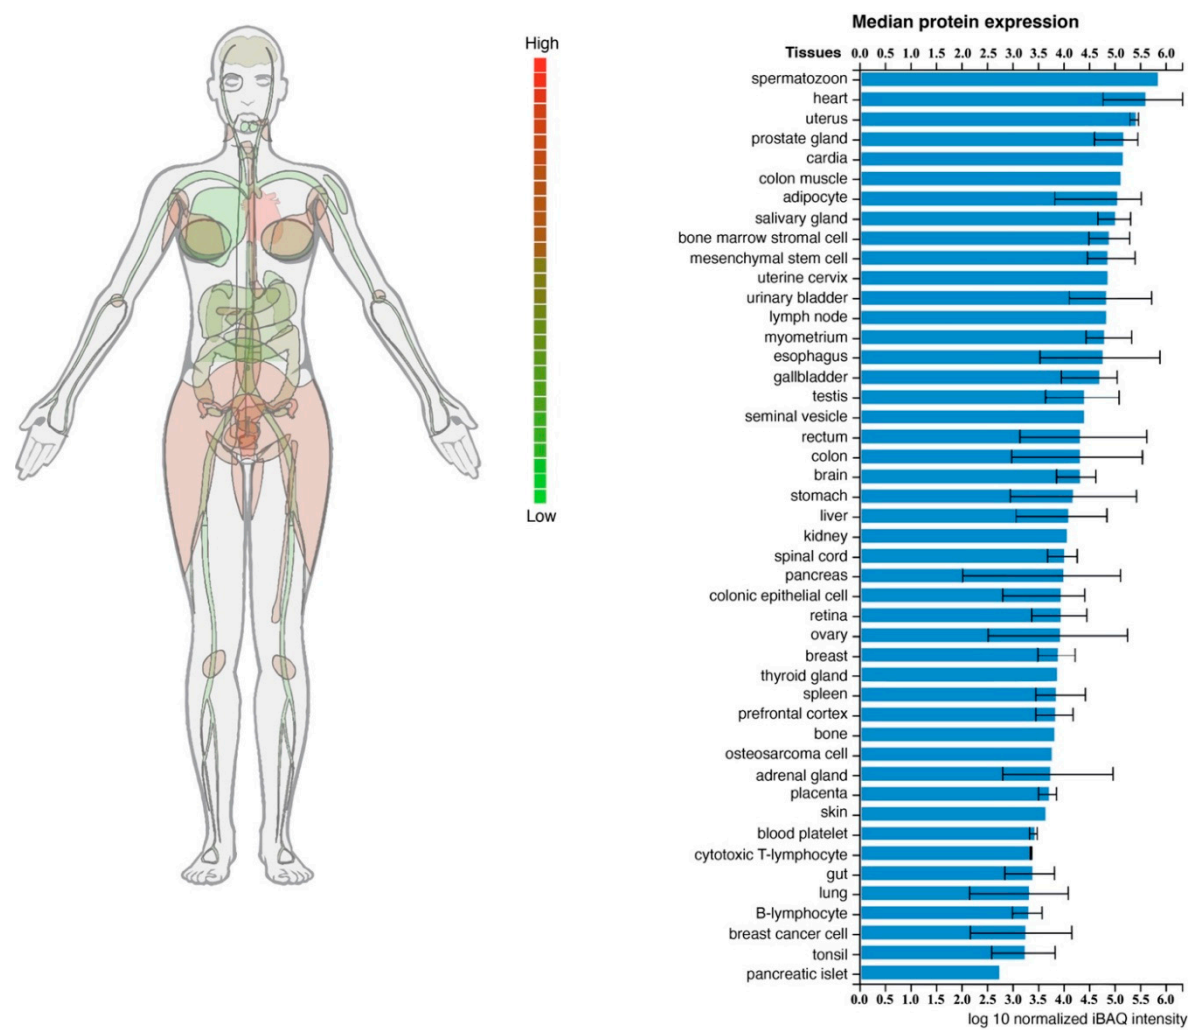 High
Low
Median protein expression
Tissues 0.0 0.5 1.0 1.5 2.0 2.5 3.0 3.5 4.0 4.5 5.0 5.5 6.0
spermatozoon
heart
uterus
prostate gland
cardia
colon muscle
adipocyte
salivary gland
bone marrow stromal cell
mesenchymal stem cell
uterine cervix
urinary bladder
lymph node
myometrium
esophagus
gallbladder
testis
seminal vesicle
rectum
colon
brain
stomach
liver
kidney
spinal cord
pancreas
colonic epithelial cell
retina
ovary
breast
thyroid gland
spleen
prefrontal cortex
bone
osteosarcoma cell
adrenal gland
placenta
skin
blood platelet
cytotoxic T-lymphocyte
gut
lung
B-lymphocyte
breast cancer cell
tonsil
pancreatic islet
0.0 0.5 1.0 1.5 2.0 2.5 3.0 3.5 4.0 4.5 5.0 5.5 6.0
log 10 normalized iBAQ intensity